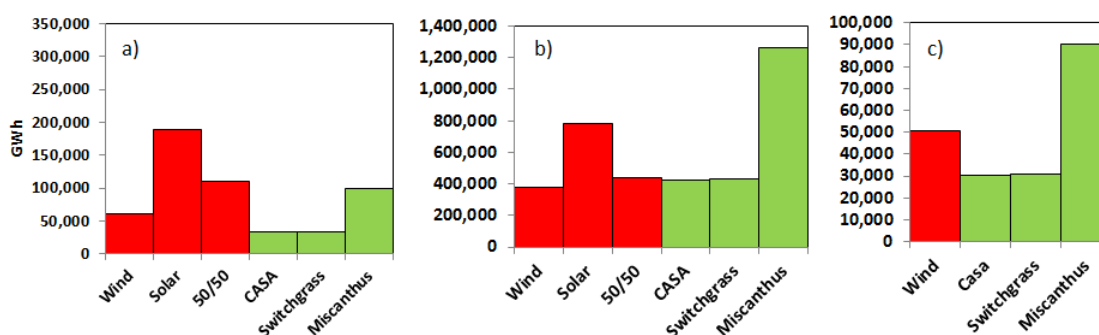 GWh
350,000
300,000
250,000
200,000
150,000
100,000
50,000
0
a)
Wind
Solar
50/50
CASA
Switchgrass
Miscanthus
1,400,000
1,200,000
1,000,000
800,000
600,000
400,000
200,000
0
b)
Wind
Solar
50/50
CASA
Switchgrass
Miscanthus
100,000
90,000
80,000
70,000
60,000
50,000
40,000
30,000
20,000
10,000
0
c)
Wind
Casa
Switchgrass
Miscanthus